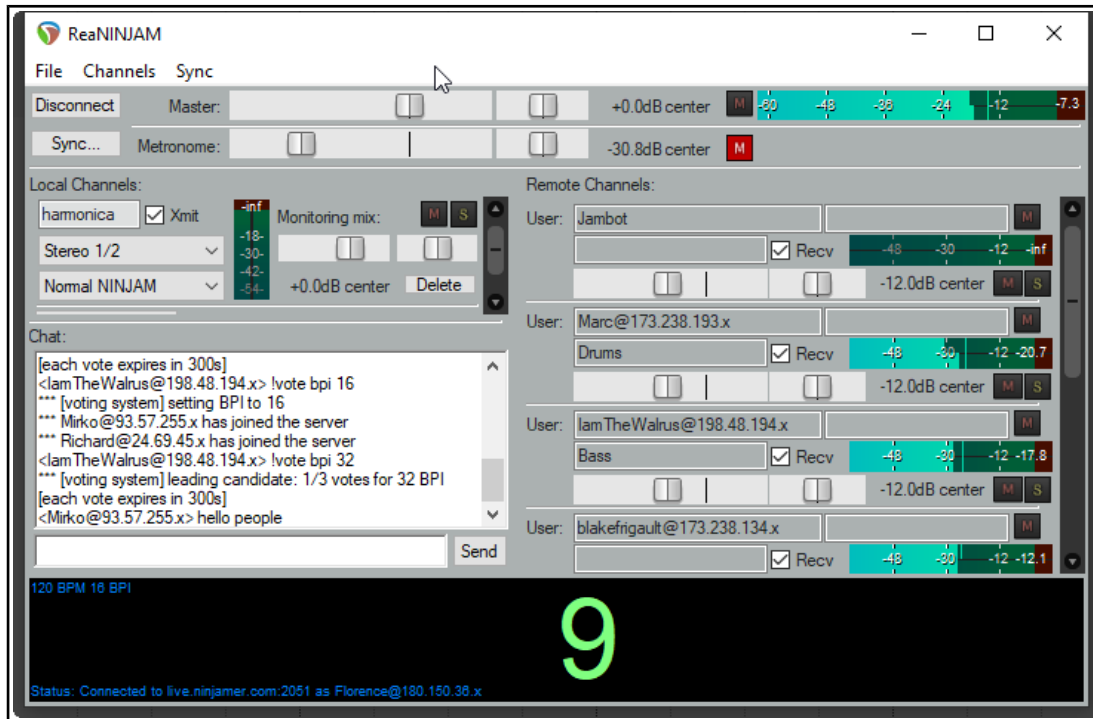 ReaNINJAM
File Channels Sync
Disconnect Master: +0.0dB center M -60 -48 -36 -24 -12 -7.3
Sync... Metronome: -30.8dB center M
Local Channels:
harmonica Xmit -inf Monitoring mix: M S
Stereo 1/2 -18- -30-
Normal NINJAM -42- -54- +0.0dB center Delete
Chat:
[each vote expires in 300s]
<IamTheWalrus@198.48.194.x> !vote bpi 16
*** [voting system] setting BPI to 16
*** Mirko@93.57.255.x has joined the server
*** Richard@24.69.45.x has joined the server
<IamTheWalrus@198.48.194.x> !vote bpi 32
*** [voting system] leading candidate: 1/3 votes for 32 BPI
[each vote expires in 300s]
<Mirko@93.57.255.x> hello people
Send
Remote Channels:
User: Jambot M
Recv -48 -30 -12 -inf
-12.0dB center M S
User: Marc@173.238.193.x M
Drums Recv -48 -30 -12 -20.7
-12.0dB center M S
User: IamTheWalrus@198.48.194.x M
Bass Recv -48 -30 -12 -17.8
-12.0dB center M S
User: blakefrigault@173.238.134.x M
Recv -48 -30 -12 -12.1
120 BPM 16 BPI
9
Status: Connected to live.ninjamer.com:2051 as Florence@180.150.36.x